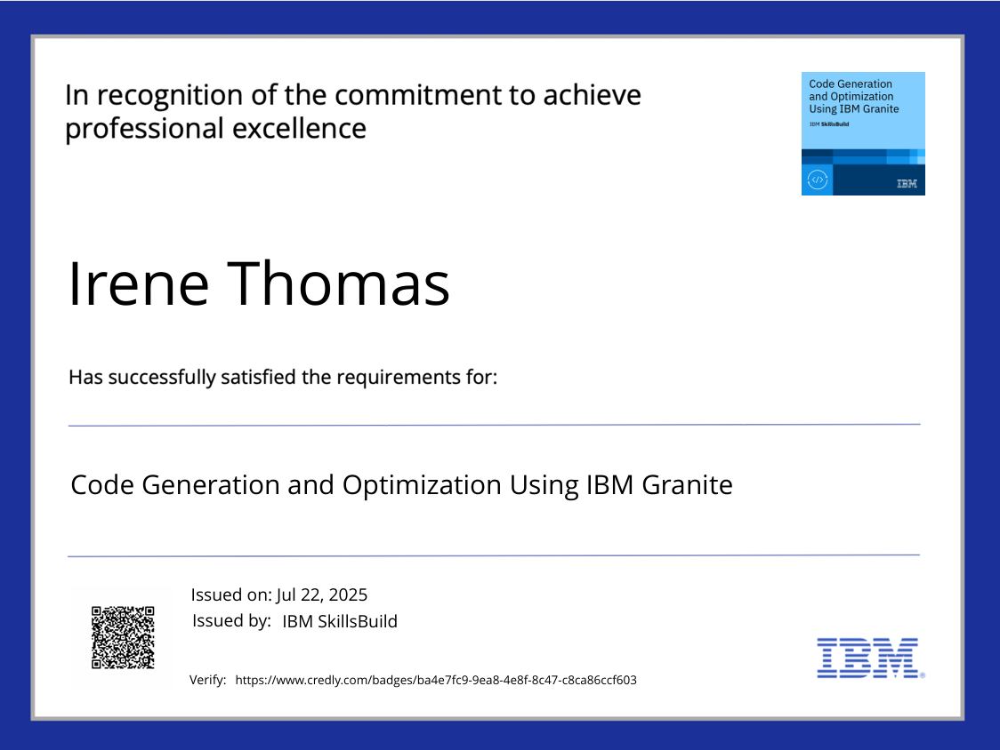 In recognition of the commitment to achieve
professional excellence
Code Generation
and Optimization
Using IBM Granite
IBM SkillsBuild
</>
IBM
Irene Thomas
Has successfully satisfied the requirements for:
Code Generation and Optimization Using IBM Granite
Issued on: Jul 22, 2025
Issued by: IBM SkillsBuild
Verify: https://www.credly.com/badges/ba4e7fc9-9ea8-4e8f-8c47-c8ca86ccf603
IBM®